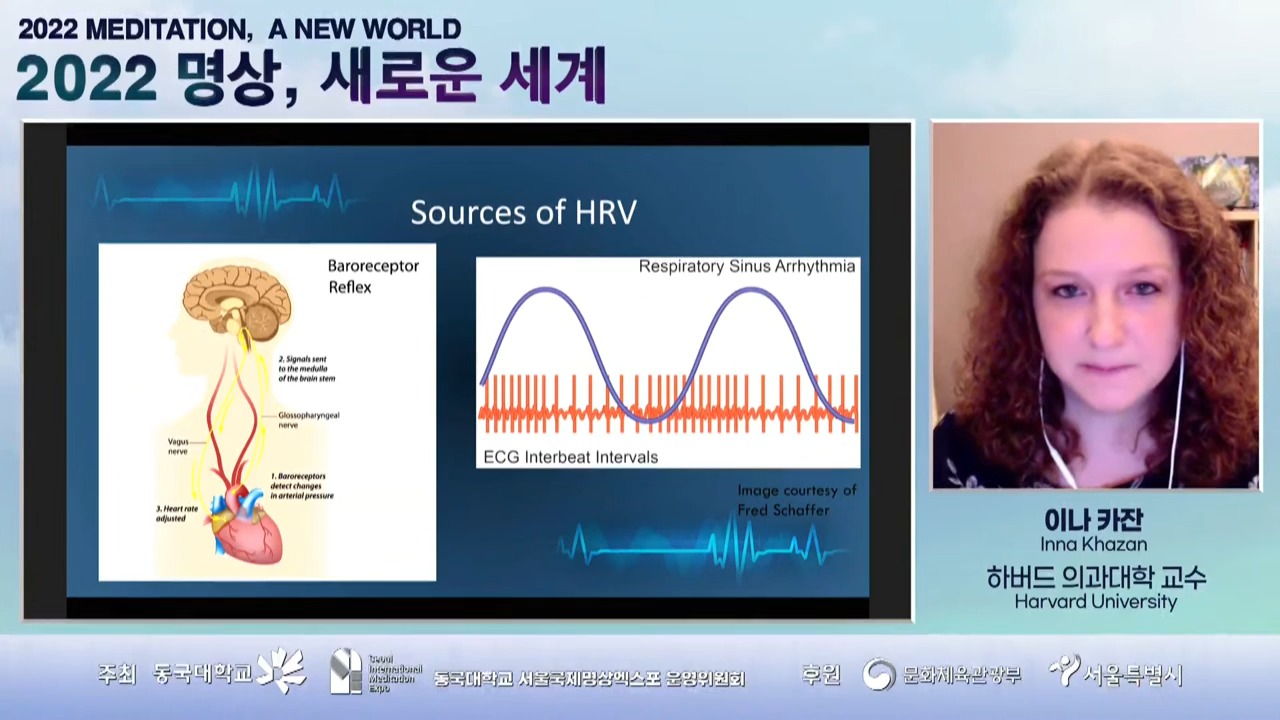 2022 MEDITATION, A NEW WORLD
2022 명상, 새로운 세계
Sources of HRV
Baroreceptor
Reflex
2. Signals sent
to the medulla
of the brain stem
Glossopharyngeal
nerve
Vagus
nerve
1. Baroreceptors
detect changes
in arterial pressure
3. Heart rate
adjusted
Respiratory Sinus Arrhythmia
ECG Interbeat Intervals
Image courtesy of
Fred Schaffer
이나 카잔
Inna Khazan
하버드 의과대학 교수
Harvard University
주최 동국대학교
Seoul
International
Meditation
Expo
동국대학교 서울국제명상엑스포 운영위원회
후원 문화체육관광부 서울특별시